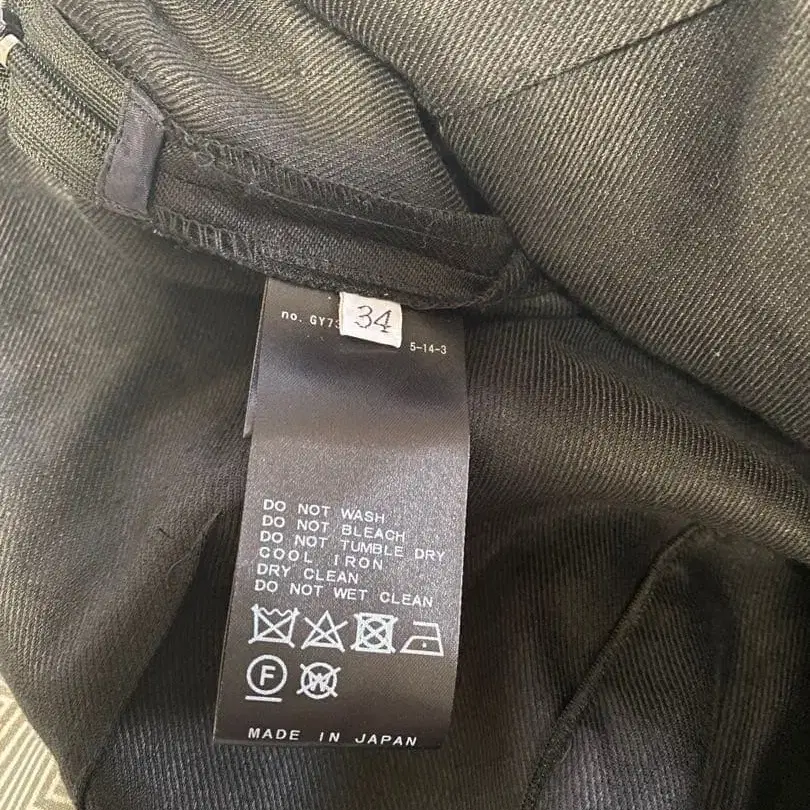 no. GY73
34
5-14-3
DO NOT WASH
DO NOT BLEACH
DO NOT TUMBLE DRY
COOL IRON
DRY CLEAN
DO NOT WET CLEAN
F
W
MADE IN JAPAN